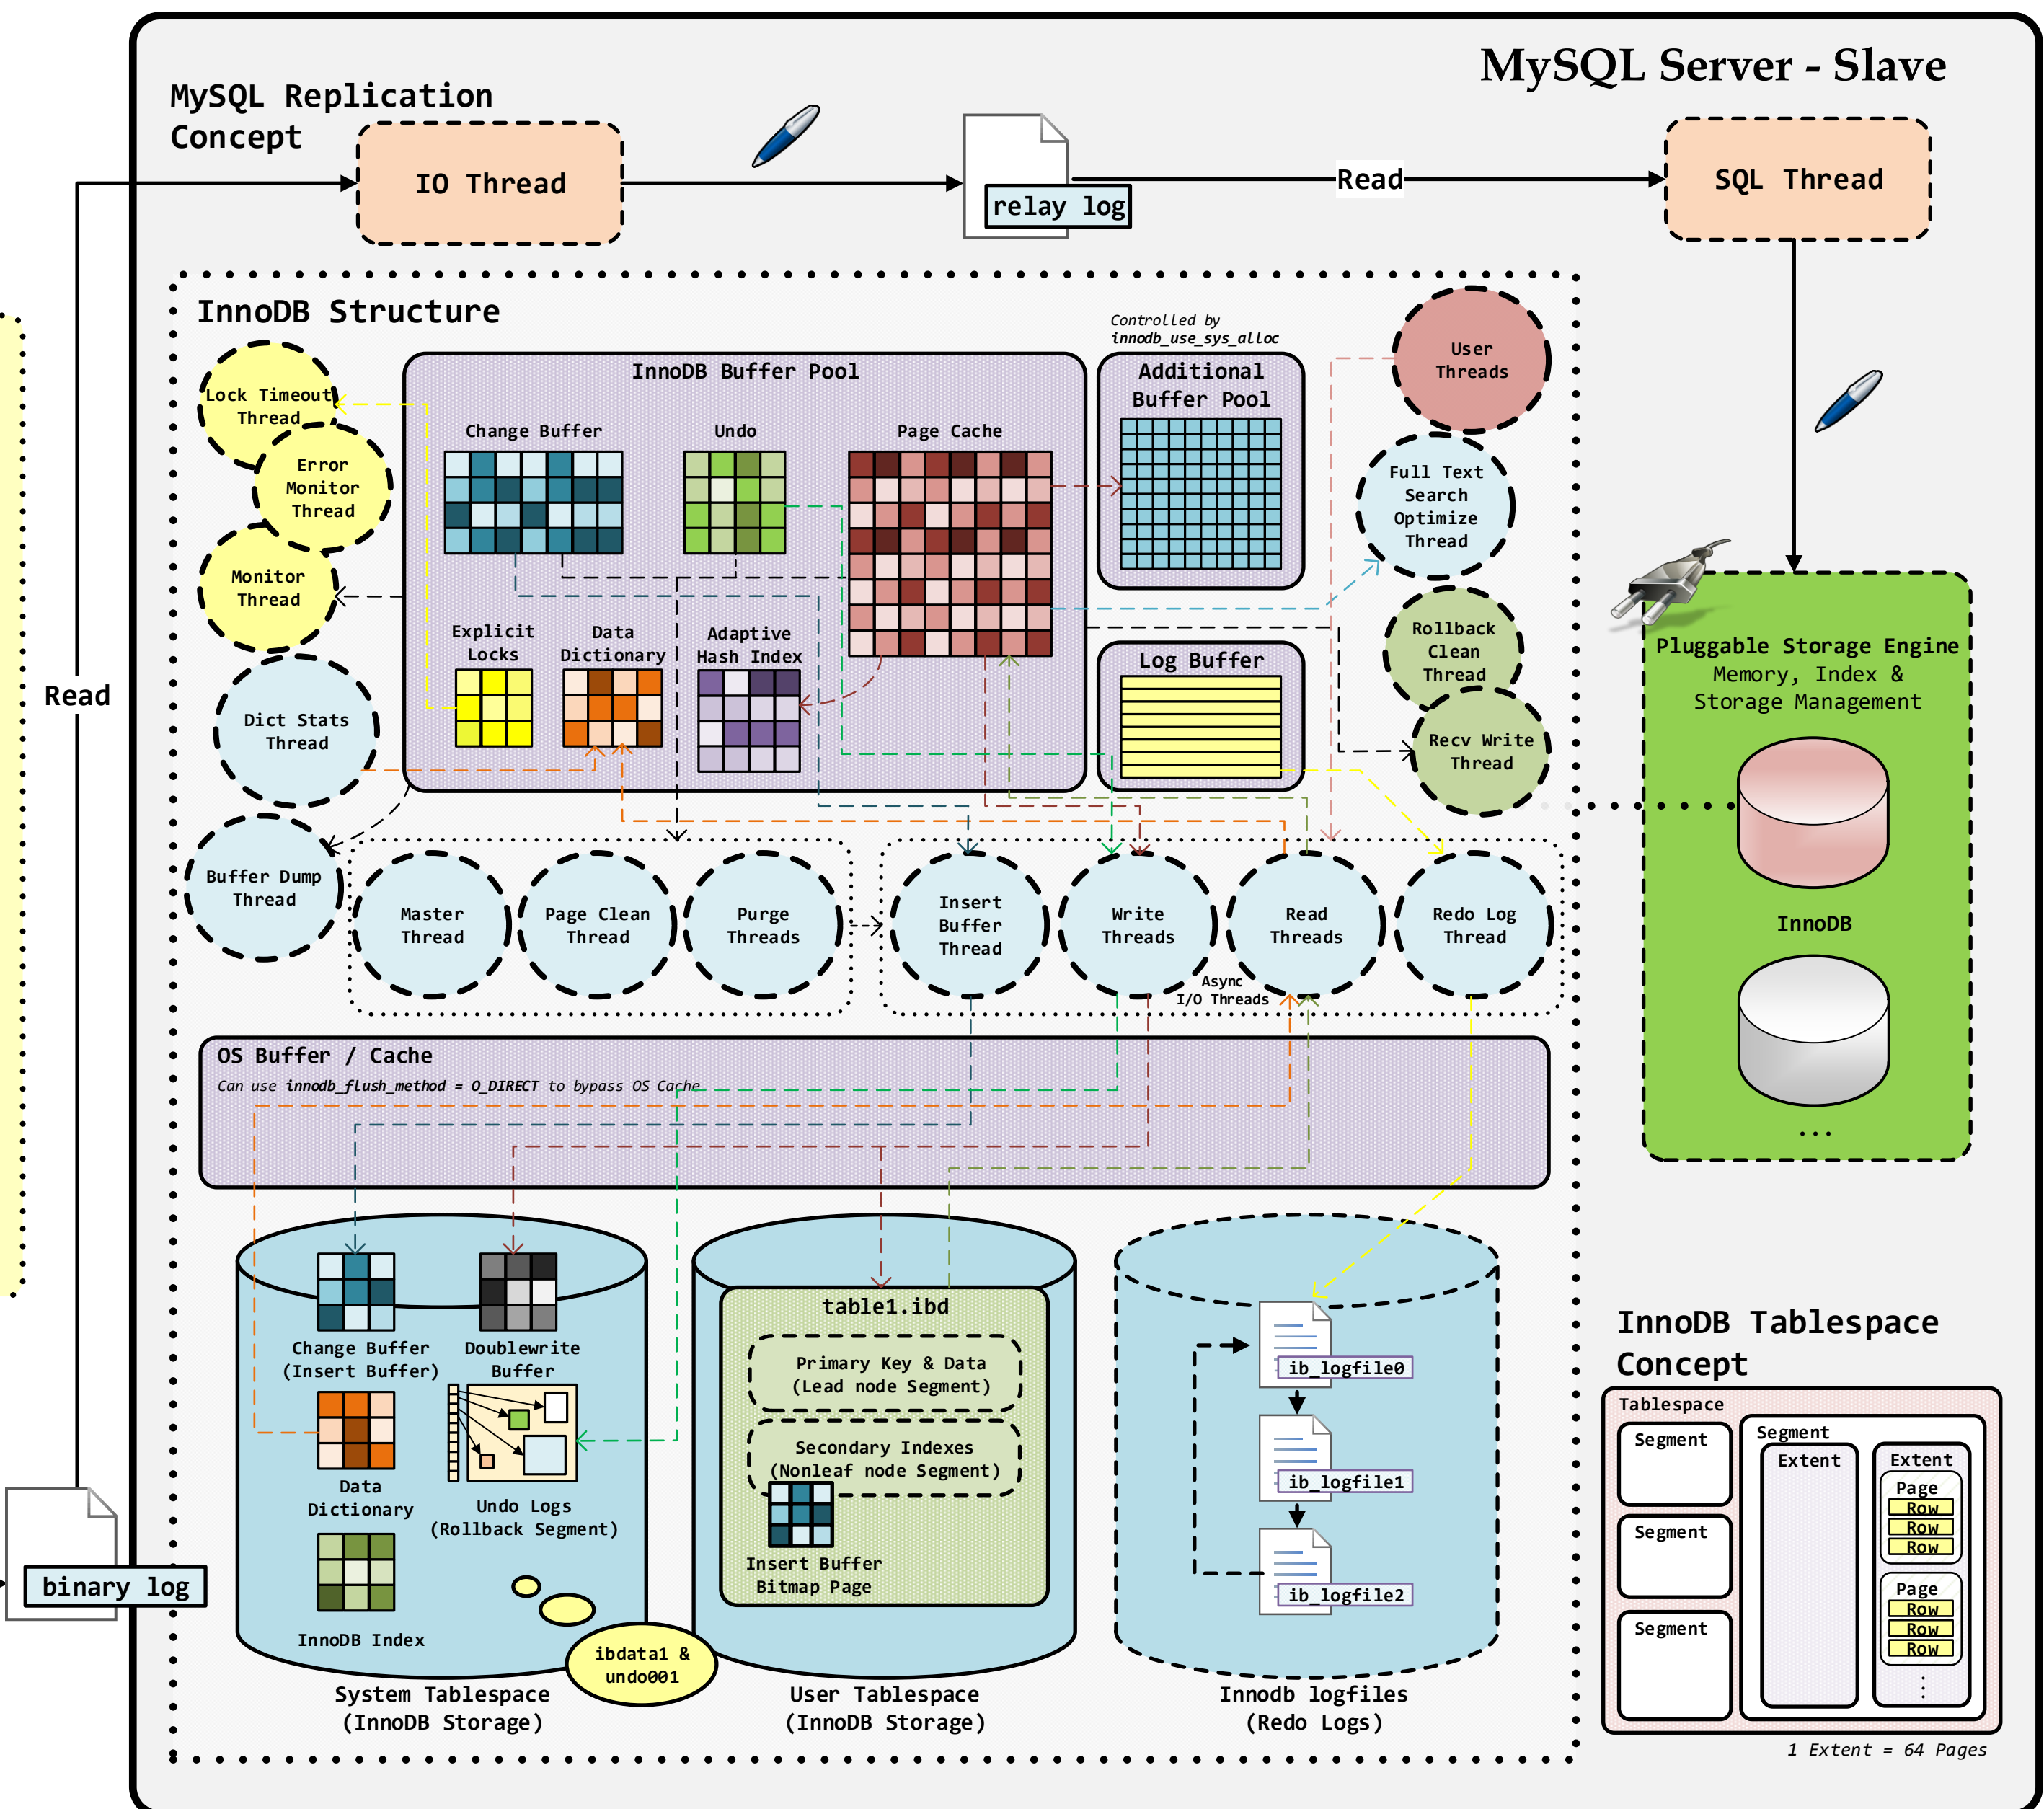 MySQL Server - Slave
MySQL Replication
Concept
IO Thread
relay log
Read
SQL Thread
Read
binary log
InnoDB Structure
Lock Timeout
Thread
Error
Monitor
Thread
Monitor
Thread
Dict Stats
Thread
Buffer Dump
Thread
InnoDB Buffer Pool
Change Buffer
Undo
Page Cache
Explicit
Locks
Data
Dictionary
Adaptive
Hash Index
Controlled by
innodb_use_sys_alloc
Additional
Buffer Pool
Log Buffer
User
Threads
Full Text
Search
Optimize
Thread
Rollback
Clean
Thread
Recv Write
Thread
Master
Thread
Page Clean
Thread
Purge
Threads
Insert
Buffer
Thread
Write
Threads
Read
Threads
Redo Log
Thread
Async
I/O Threads
OS Buffer / Cache
Can use innodb_flush_method = O_DIRECT to bypass OS Cache
Change Buffer
(Insert Buffer)
Doublewrite
Buffer
Data
Dictionary
Undo Logs
(Rollback Segment)
InnoDB Index
ibdata1 &
undo001
System Tablespace
(InnoDB Storage)
table1.ibd
Primary Key & Data
(Lead node Segment)
Secondary Indexes
(Nonleaf node Segment)
Insert Buffer
Bitmap Page
User Tablespace
(InnoDB Storage)
ib_logfile0
ib_logfile1
ib_logfile2
Innodb logfiles
(Redo Logs)
Pluggable Storage Engine
Memory, Index &
Storage Management
InnoDB
...
InnoDB Tablespace
Concept
Tablespace
Segment
Segment
Segment
Segment
Extent
Extent
Page
Row
Row
Row
Page
Row
Row
Row
1 Extent = 64 Pages